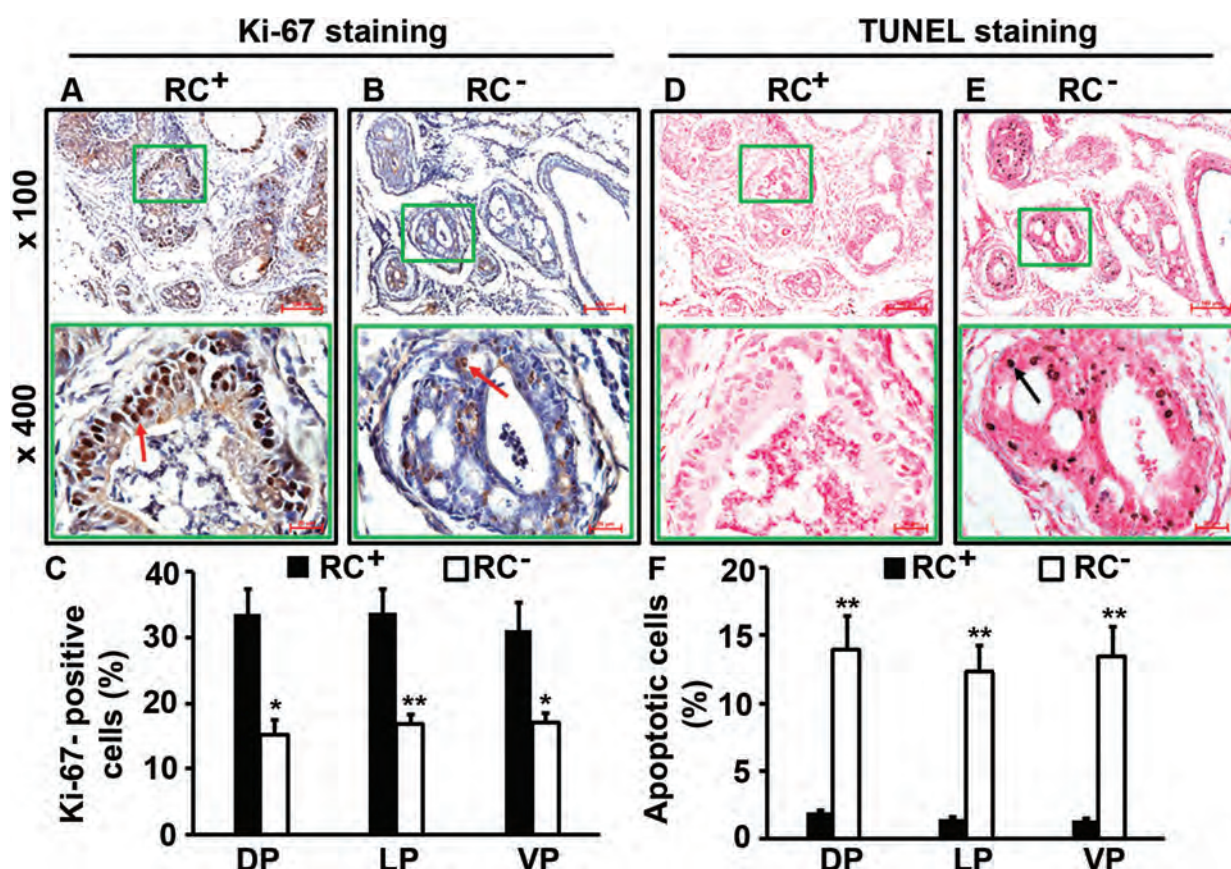 Ki-67 staining TUNEL staining
A RC+ B RC- D RC+ E RC-
x 100
x 400
C RC+ RC- F RC+ RC-
Ki-67- positive
cells (%)
40
30
20
10
0
* ** *
DP LP VP
Apoptotic cells
(%)
20
15
10
5
0
** ** **
DP LP VP